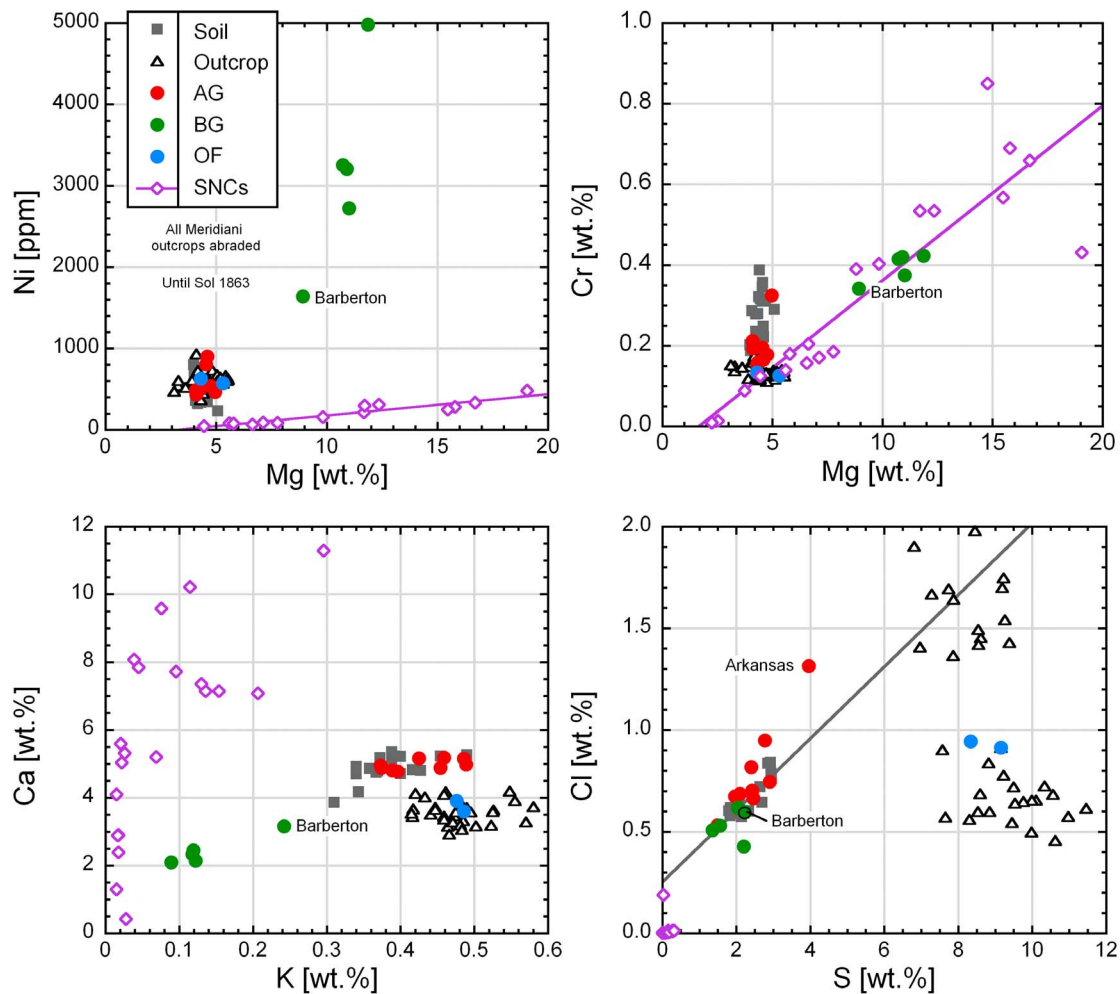 Soil
Outcrop
AG
BG
OF
SNCs
All Meridiani
outcrops abraded
Until Sol 1863
Barberton
5000
4000
3000
2000
1000
0
Ni [ppm]
0 5 10 15 20
Mg [wt.%]
1.0
0.8
0.6
0.4
0.2
0.0
Cr [wt.%]
Barberton
0 5 10 15 20
Mg [wt.%]
12
10
8
6
4
2
0
Ca [wt.%]
Barberton
0 0.1 0.2 0.3 0.4 0.5 0.6
K [wt.%]
2.0
1.5
1.0
0.5
0.0
Cl [wt.%]
Arkansas
Barberton
0 2 4 6 8 10 12
S [wt.%]